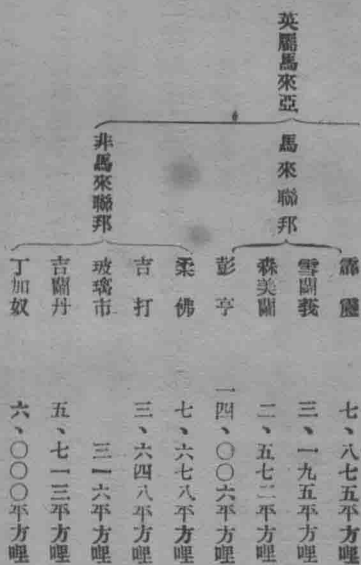 英屬馬來亞
馬來聯邦
霹靂 七、八七五平方哩
雪蘭莪 三、一九五平方哩
森美蘭 二、五七二平方哩
彭亨 一四、〇〇六平方哩
非馬來聯邦
柔佛 七、六七八平方哩
吉打 三、六四八平方哩
玻璃市 三一六平方哩
吉蘭丹 五、七一三平方哩
丁加奴 六、〇〇〇平方哩